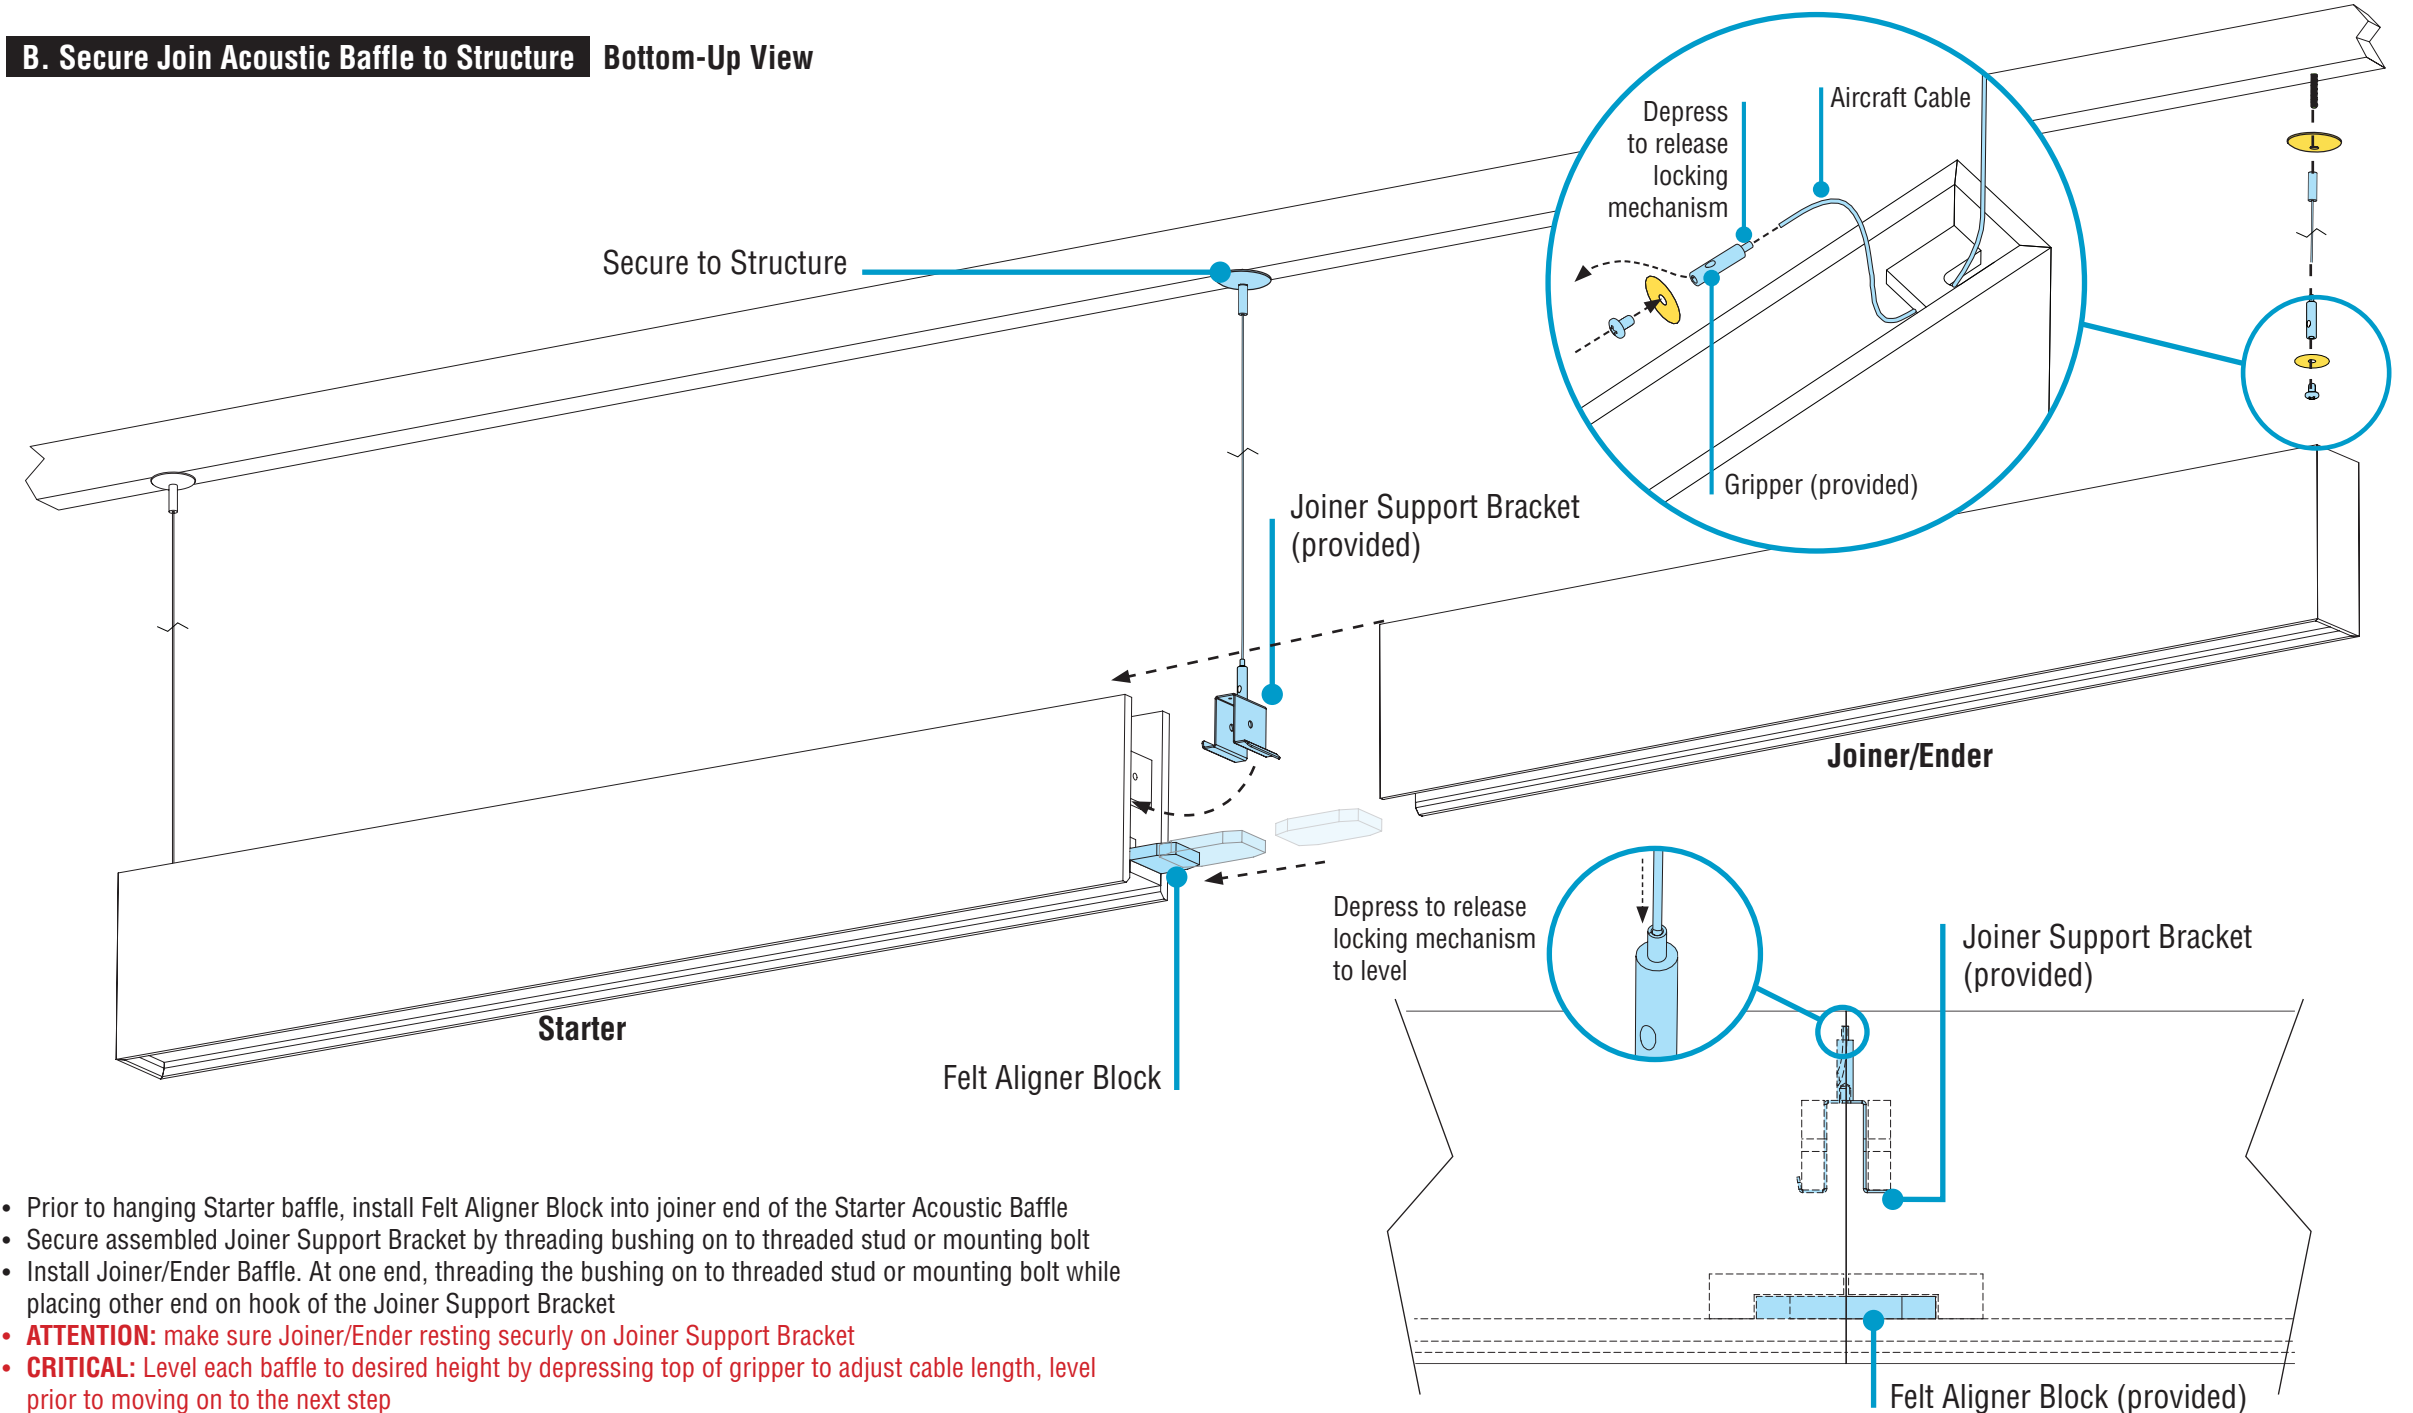 B. Secure Join Acoustic Baffle to Structure Bottom-Up View
Depress
to release
locking
mechanism
Aircraft Cable
Secure to Structure
Gripper (provided)
Joiner Support Bracket
(provided)
Joiner/Ender
Starter
Felt Aligner Block
Depress to release
locking mechanism
to level
Joiner Support Bracket
(provided)
Felt Aligner Block (provided)
• Prior to hanging Starter baffle, install Felt Aligner Block into joiner end of the Starter Acoustic Baffle
• Secure assembled Joiner Support Bracket by threading bushing on to threaded stud or mounting bolt
• Install Joiner/Ender Baffle. At one end, threading the bushing on to threaded stud or mounting bolt while
placing other end on hook of the Joiner Support Bracket
• ATTENTION: make sure Joiner/Ender resting securly on Joiner Support Bracket
• CRITICAL: Level each baffle to desired height by depressing top of gripper to adjust cable length, level
prior to moving on to the next step